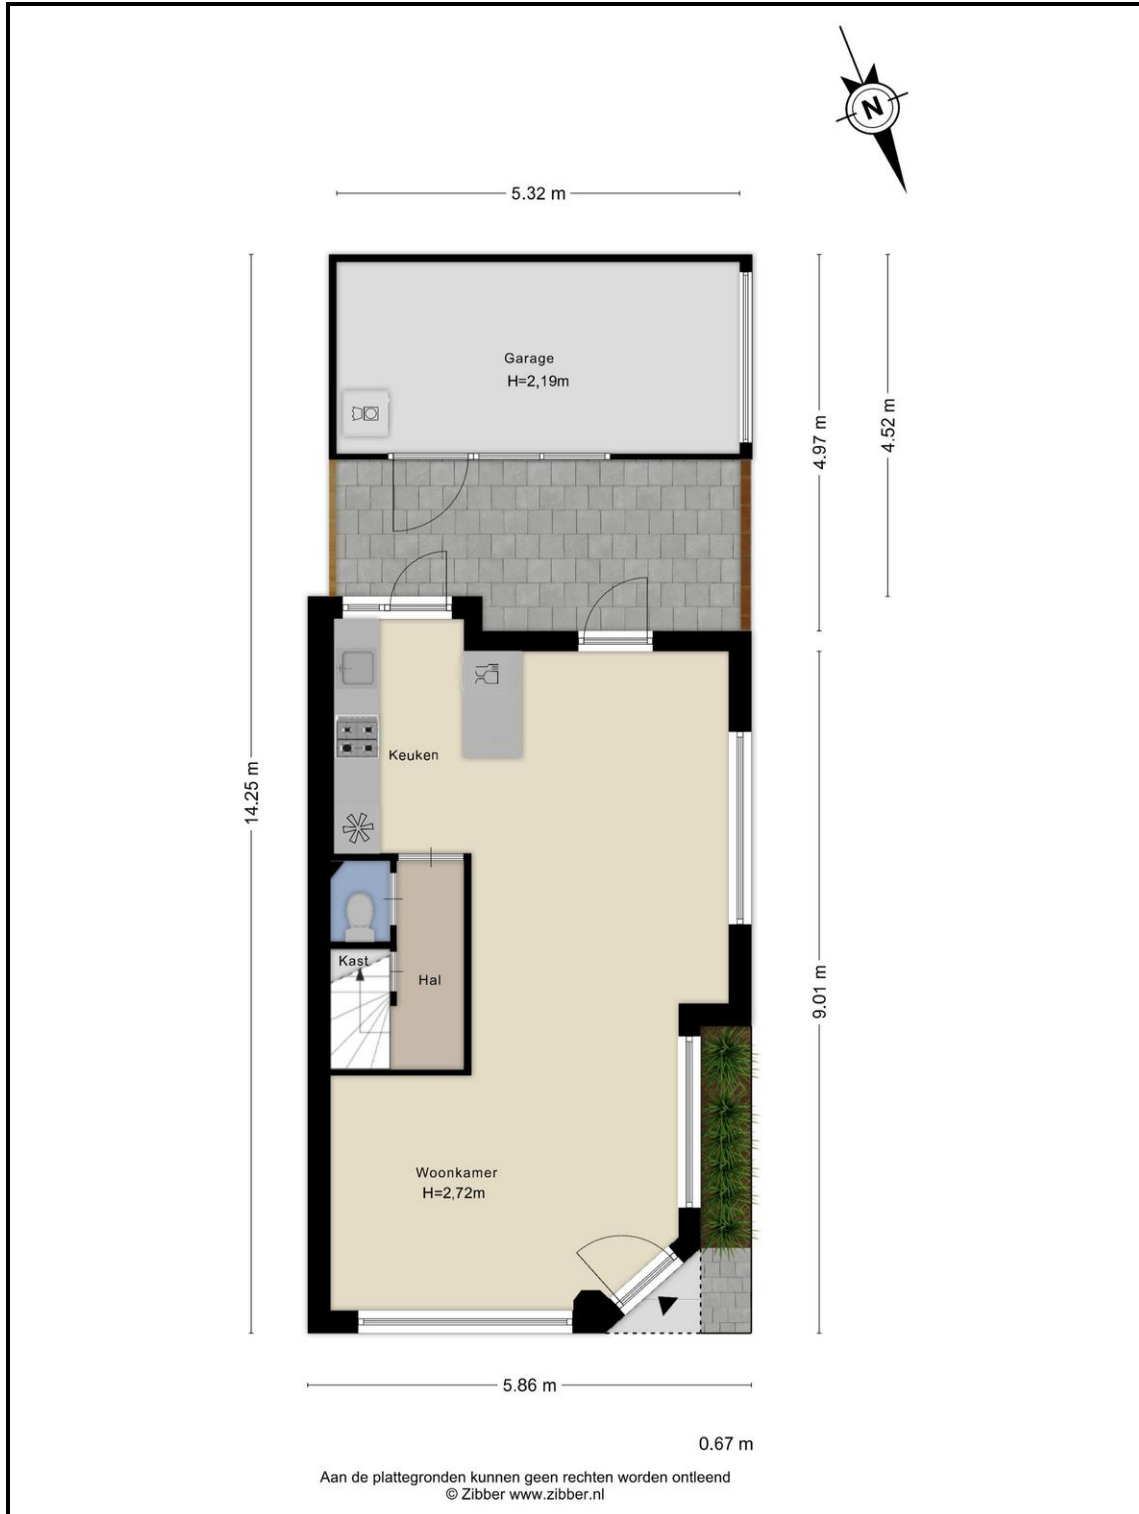 N
5.32 m
Garage
H=2,19m
4.97 m
4.52 m
14.25 m
Keuken
Kast
Hal
9.01 m
Woonkamer
H=2,72m
5.86 m
0.67 m
Aan de plattegronden kunnen geen rechten worden ontleend
© Zibber www.zibber.nl